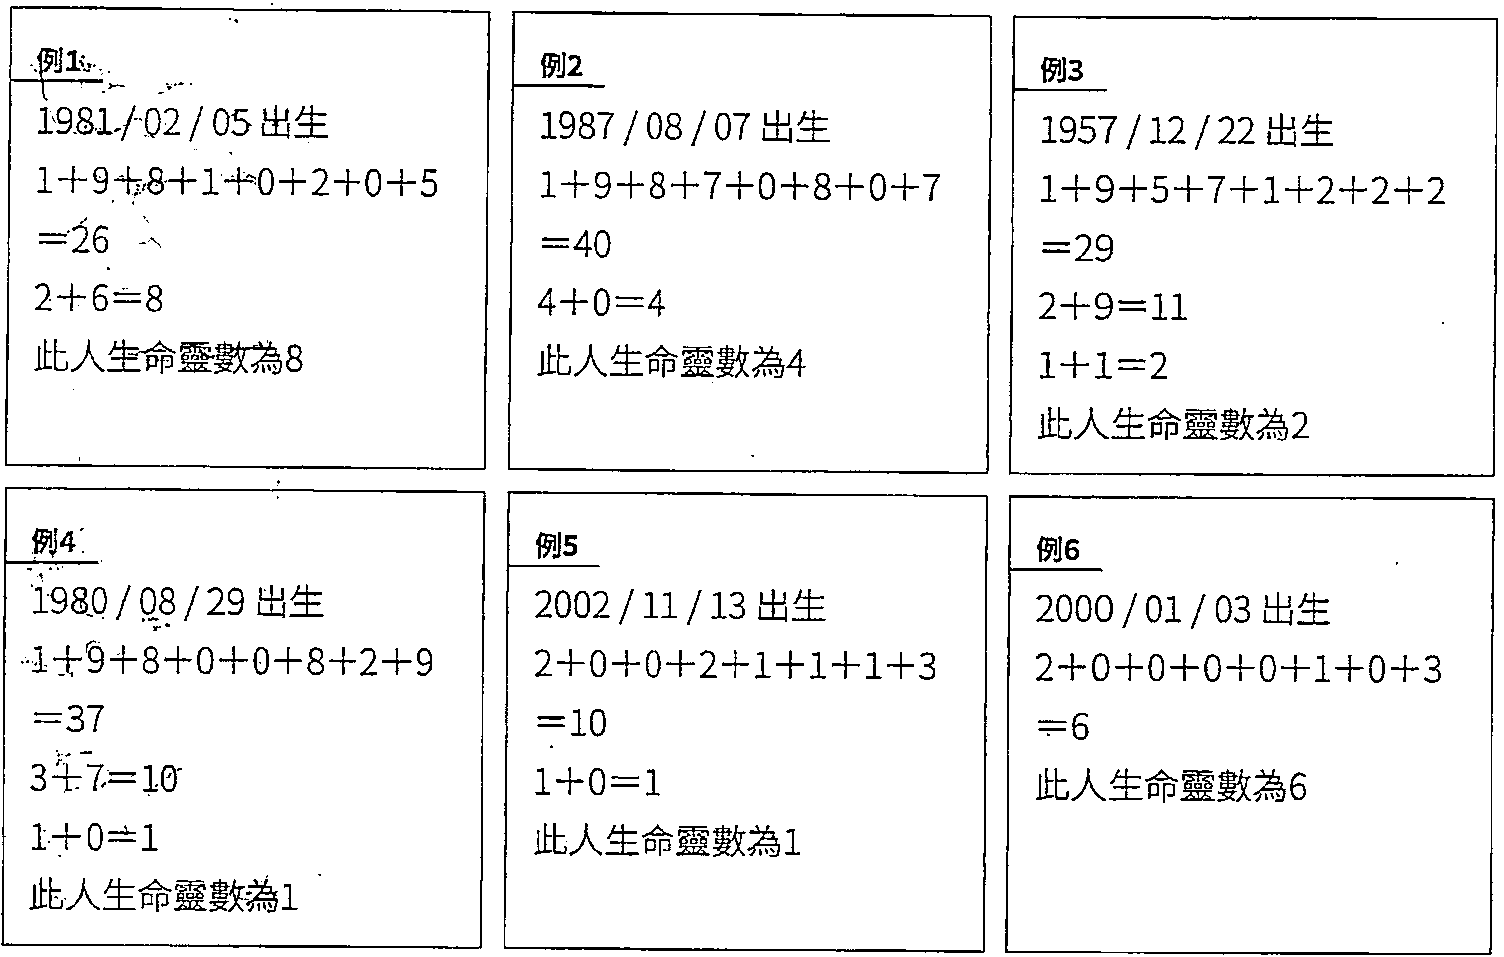 例1
1981/02/05 出生
1+9+8+1+0+2+0+5
=26
2+6=8
此人生命靈數為8
例2
1987/08/07 出生
1+9+8+7+0+8+0+7
=40
4+0=4
此人生命靈數為4
例3
1957/12/22 出生
1+9+5+7+1+2+2+2
=29
2+9=11
1+1=2
此人生命靈數為2
例4
1980/08/29 出生
1+9+8+0+0+8+2+9
=37
3+7=10
1+0=1
此人生命靈數為1
例5
2002/11/13 出生
2+0+0+2+1+1+1+3
=10
1+0=1
此人生命靈數為1
例6
2000/01/03 出生
2+0+0+0+0+1+0+3
=6
此人生命靈數為6